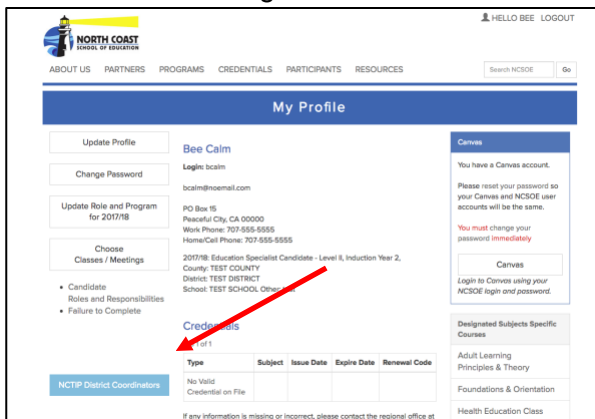 HELLO BEE LOGOUT
NORTH COAST
SCHOOL OF EDUCATION
ABOUT US PARTNERS PROGRAMS CREDENTIALS PARTICIPANTS RESOURCES
Search NCSOE Go
My Profile
Update Profile
Change Password
Update Role and Program
for 2017/18
Choose
Classes / Meetings
• Candidate
Roles and Responsibilities
• Failure to Complete
NCTIP District Coordinators
Bee Calm
Login: bcalm
bcalm@noemail.com
PO Box 15
Peaceful City, CA 00000
Work Phone: 707-555-5555
Home/Cell Phone: 707-555-5555
2017/18: Education Specialist Candidate - Level II, Induction Year 2,
County: TEST COUNTY
District: TEST DISTRICT
School: TEST SCHOOL Other:
Credentials
1 of 1
Type Subject Issue Date Expire Date Renewal Code
No Valid
Credential on File
If any information is missing or incorrect, please contact the regional office at
Canvas
You have a Canvas account.
Please reset your password so
your Canvas and NCSOE user
accounts will be the same.
You must change your
password immediately
Canvas
Login to Canvas using your
NCSOE login and password.
Designated Subjects Specific
Courses
Adult Learning
Principles & Theory
Foundations & Orientation
Health Education Class